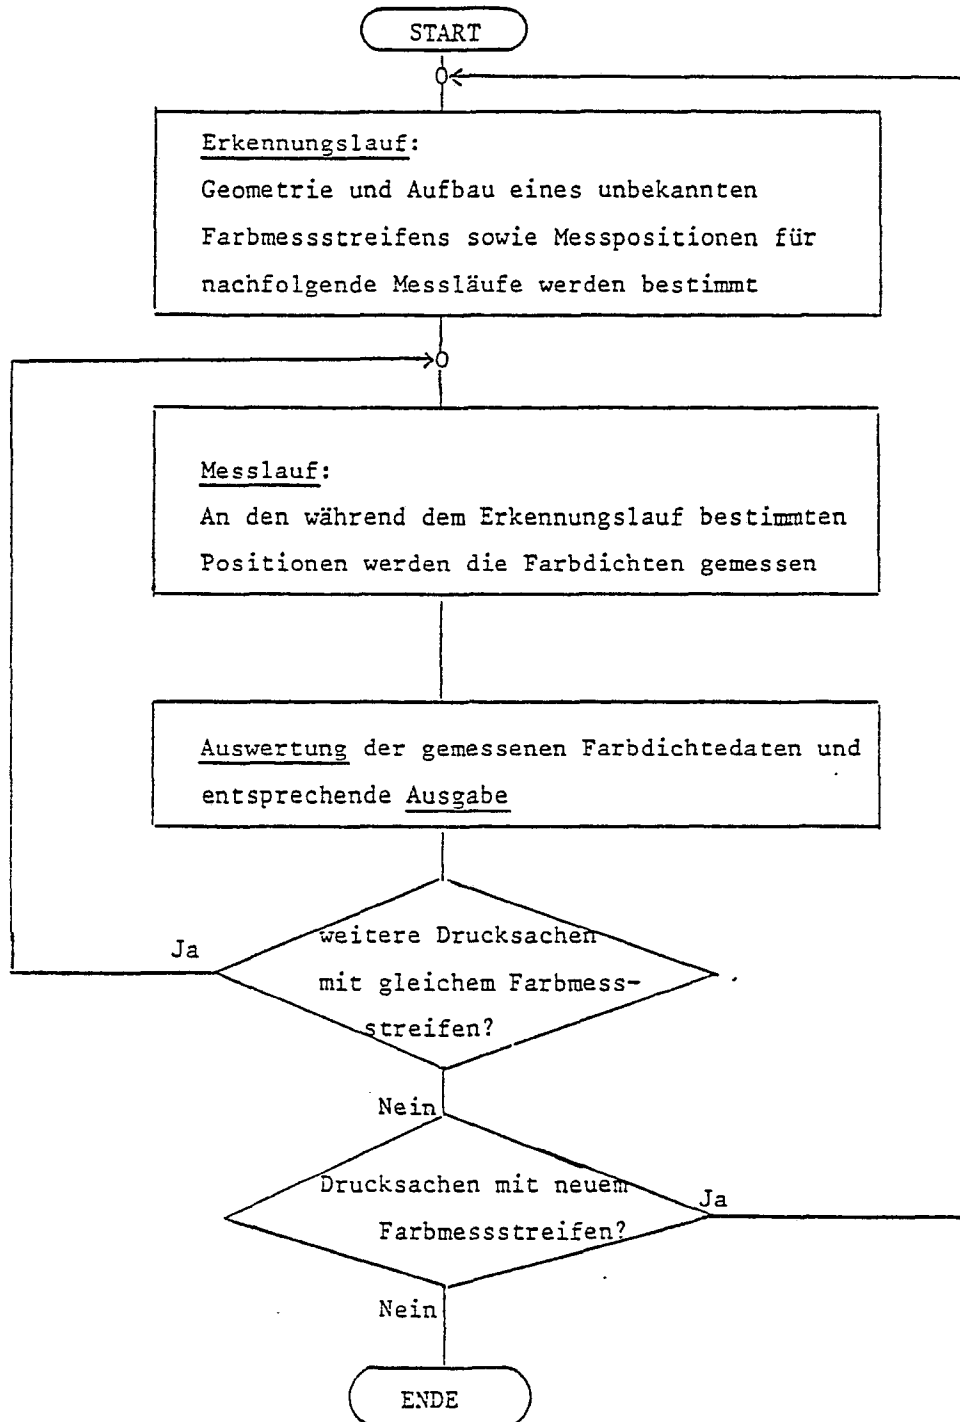 START
Erkennungslauf:
Geometrie und Aufbau eines unbekannten
Farbmessstreifens sowie Messpositionen für
nachfolgende Messläufe werden bestimmt
Messlauf:
An den während dem Erkennungslauf bestimmten
Positionen werden die Farbdichten gemessen
Auswertung der gemessenen Farbdichtedaten und
entsprechende Ausgabe
Ja
weitere Drucksachen
mit gleichem Farbmess-
streifen?
Nein
Drucksachen mit neuem
Farbmessstreifen?
Ja
Nein
ENDE